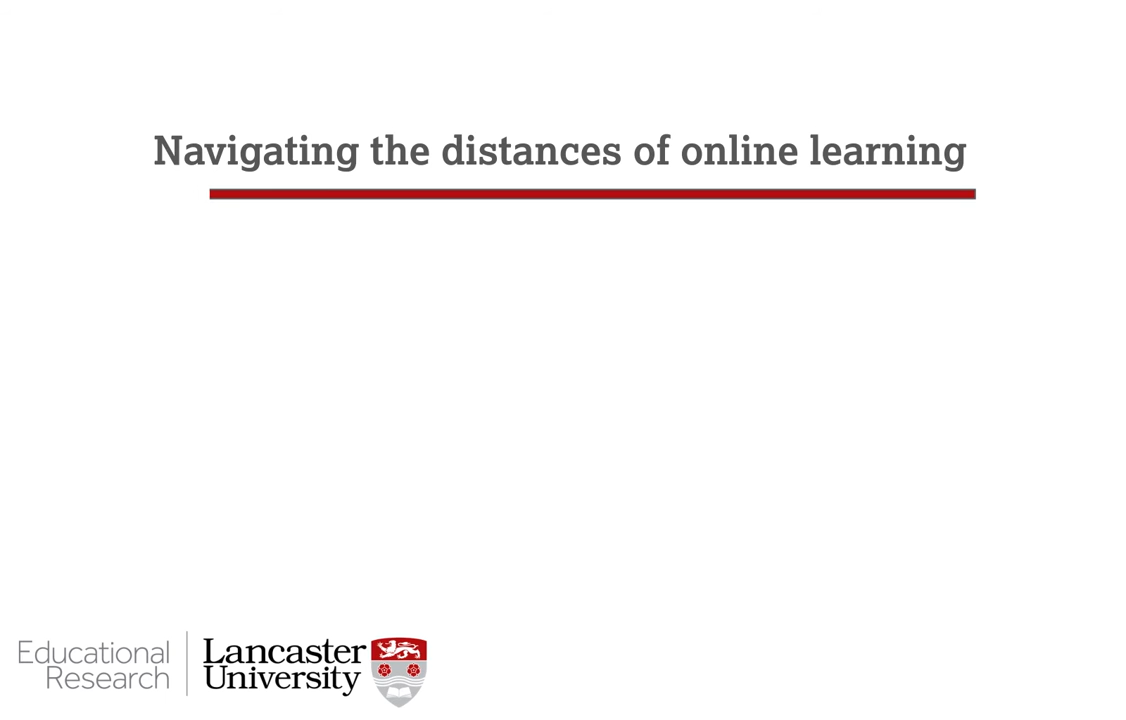 Navigating the distances of online learning
Educational
Research
Lancaster
University